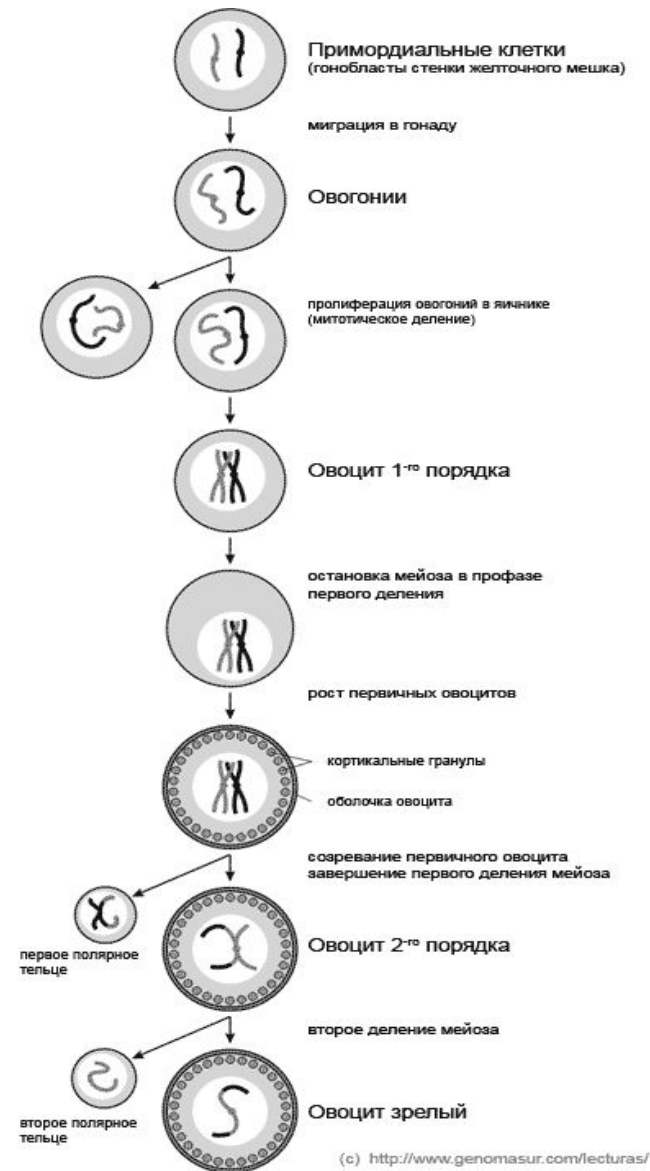 Примордиальные клетки
(гонобласты стенки желточного мешка)
миграция в гонаду
Овогонии
пролиферация овогоний в яичнике
(митотическое деление)
Овоцит 1-го порядка
остановка мейоза в профазе
первого деления
рост первичных овоцитов
кортикальные гранулы
оболочка овоцита
созревание первичного овоцита
завершение первого деления мейоза
первое полярное
тельце
Овоцит 2-го порядка
второе деление мейоза
второе полярное
тельце
Овоцит зрелый
(c) http://www.genomasur.com/lecturas/